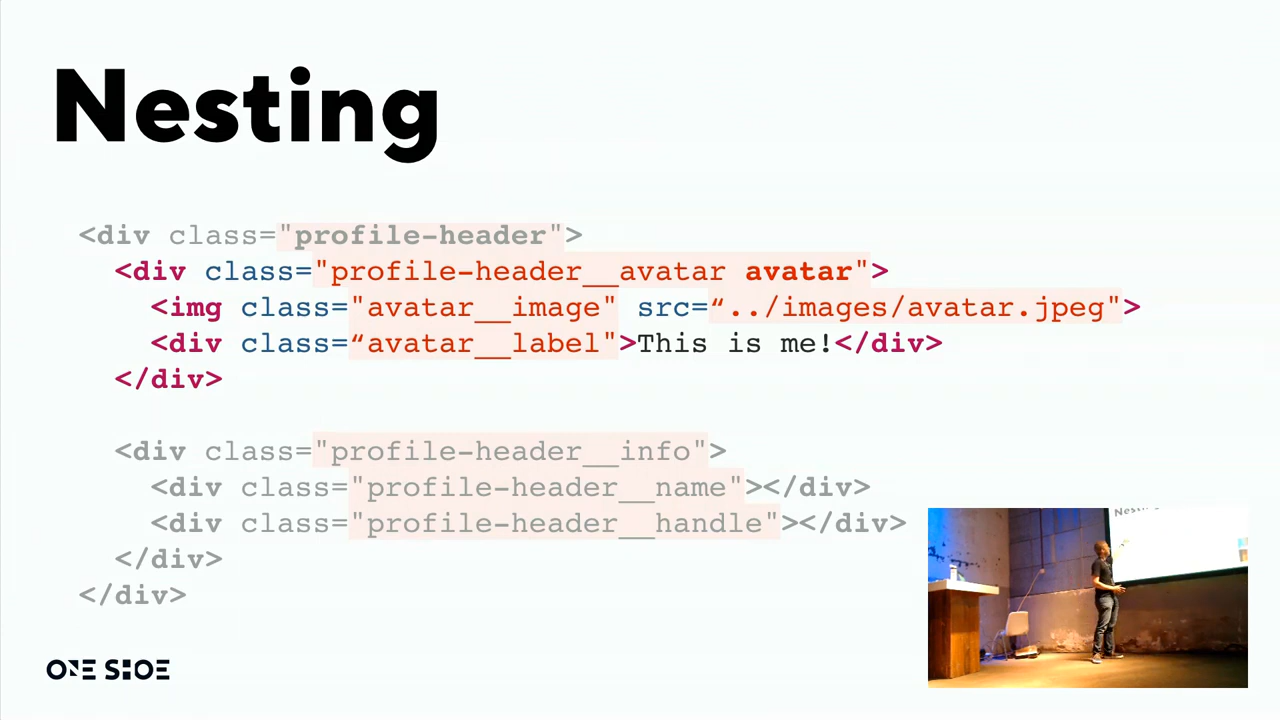 Nesting
<div class="profile-header">
<div class="profile-header__avatar avatar">
<img class="avatar__image" src=“../images/avatar.jpeg">
<div class=“avatar__label">This is me!</div>
</div>
<div class="profile-header__info">
<div class="profile-header__name"></div>
<div class="profile-header__handle"></div>
</div>
</div>
ONE SHOE